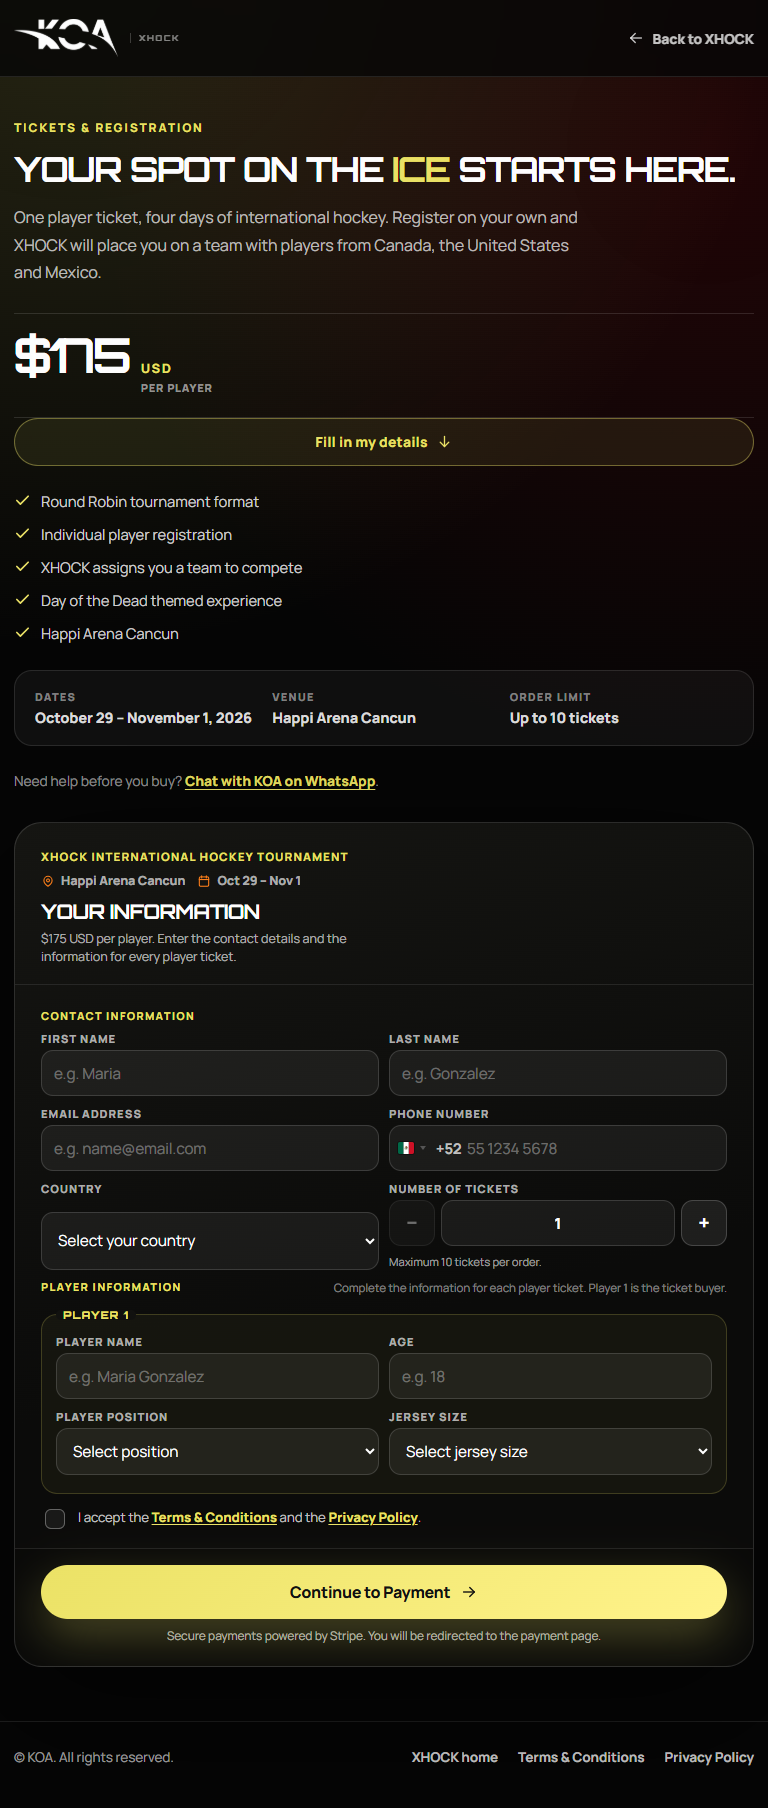 KOA
XHOCK
← Back to XHOCK
TICKETS & REGISTRATION
YOUR SPOT ON THE ICE STARTS HERE.
One player ticket, four days of international hockey. Register on your own and
XHOCK will place you on a team with players from Canada, the United States
and Mexico.
$175 USD
PER PLAYER
Fill in my details ↓
Round Robin tournament format
Individual player registration
XHOCK assigns you a team to compete
Day of the Dead themed experience
Happi Arena Cancun
DATES VENUE ORDER LIMIT
October 29 – November 1, 2026 Happi Arena Cancun Up to 10 tickets
Need help before you buy? Chat with KOA on WhatsApp.
XHOCK INTERNATIONAL HOCKEY TOURNAMENT
Happi Arena Cancun Oct 29 – Nov 1
YOUR INFORMATION
$175 USD per player. Enter the contact details and the
information for every player ticket.
CONTACT INFORMATION
FIRST NAME LAST NAME
e.g. Maria e.g. Gonzalez
EMAIL ADDRESS PHONE NUMBER
e.g. name@email.com +52 55 1234 5678
COUNTRY NUMBER OF TICKETS
Select your country − 1 +
Maximum 10 tickets per order.
PLAYER INFORMATION Complete the information for each player ticket. Player 1 is the ticket buyer.
PLAYER 1
PLAYER NAME AGE
e.g. Maria Gonzalez e.g. 18
PLAYER POSITION JERSEY SIZE
Select position Select jersey size
I accept the Terms & Conditions and the Privacy Policy.
Continue to Payment →
Secure payments powered by Stripe. You will be redirected to the payment page.
© KOA. All rights reserved. XHOCK home Terms & Conditions Privacy Policy